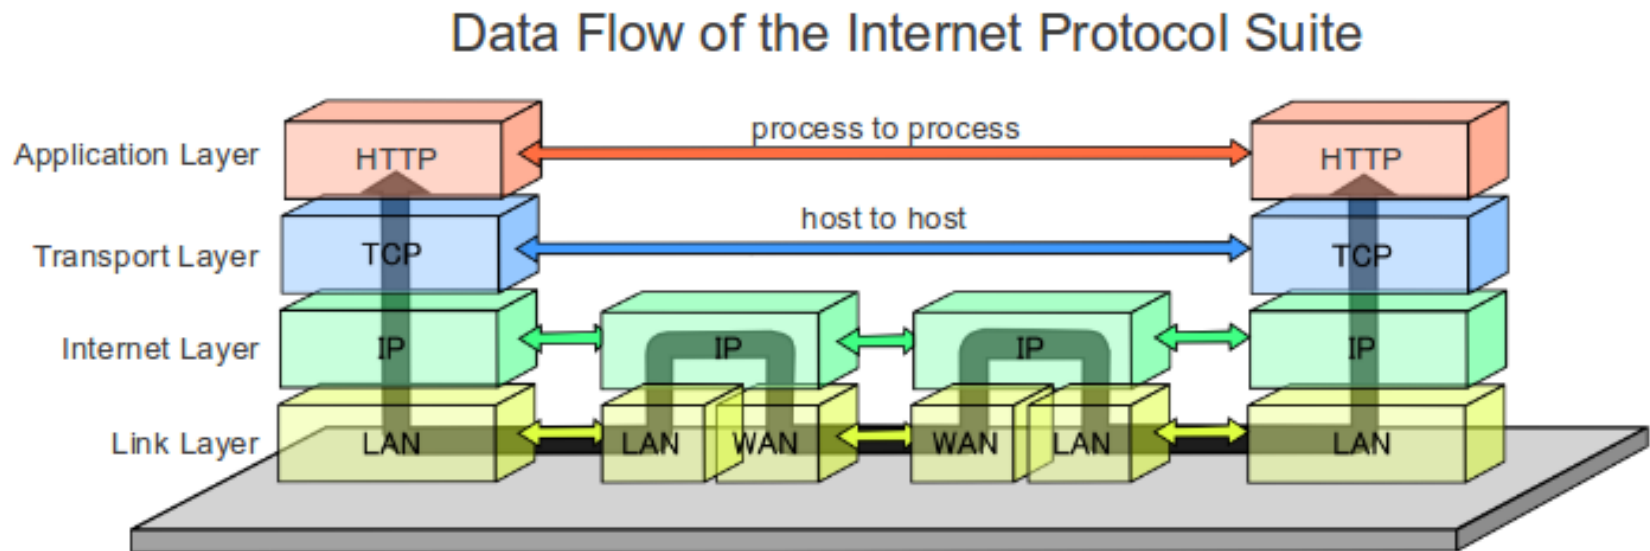 Data Flow of the Internet Protocol Suite
Application Layer HTTP process to process HTTP
Transport Layer TCP host to host TCP
Internet Layer IP IP IP IP
Link Layer LAN LAN WAN WAN LAN LAN